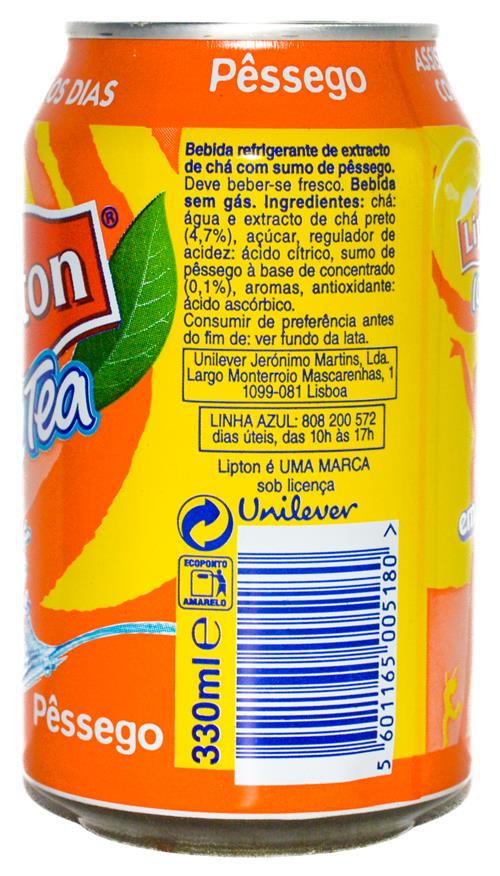 OS DIAS
Pêssego
Bebida refrigerante de extracto
de chá com sumo de pêssego.
Deve beber-se fresco. Bebida
sem gás. Ingredientes: chá:
água e extracto de chá preto
(4,7%), açúcar, regulador de
acidez: ácido cítrico, sumo de
pêssego à base de concentrado
(0,1%), aromas, antioxidante:
ácido ascórbico.
Consumir de preferência antes
do fim de: ver fundo da lata.
Unilever Jerónimo Martins, Lda.
Largo Monterroio Mascarenhas, 1
1099-081 Lisboa
LINHA AZUL: 808 200 572
dias úteis, das 10h às 17h
Lipton é UMA MARCA
sob licença
Unilever
ECOPONTO
AMARELO
330ml e
5 601165 005180 >
ton ®
Tea
Pêssego